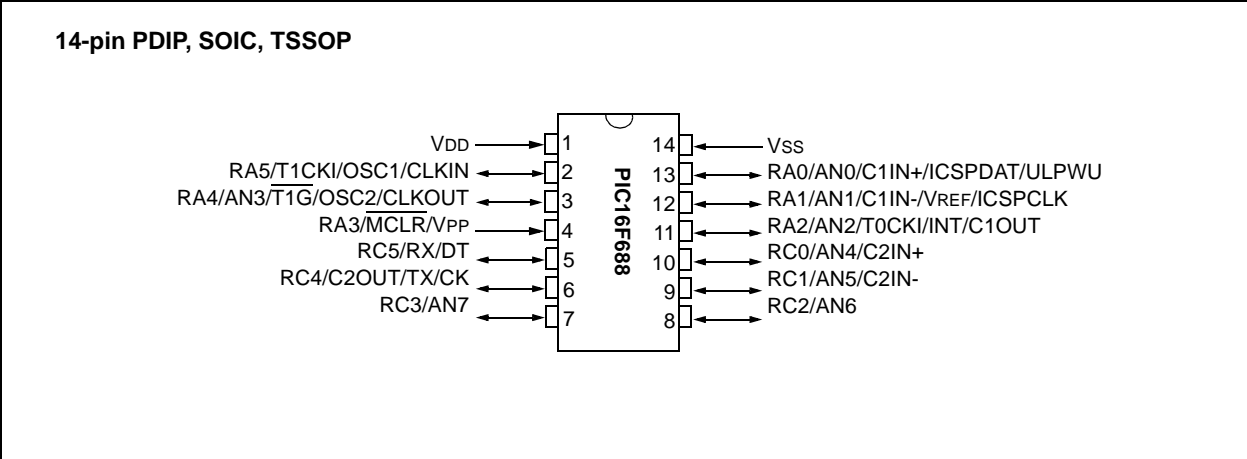 14-pin PDIP, SOIC, TSSOP
VDD
1
14
VSS
RA5/T1CKI/OSC1/CLKIN
2
13
RA0/AN0/C1IN+/ICSPDAT/ULPWU
RA4/AN3/T1G/OSC2/CLKOUT
3
12
RA1/AN1/C1IN-/VREF/ICSPCLK
RA3/MCLR/VPP
4
11
RA2/AN2/T0CKI/INT/C1OUT
RC5/RX/DT
5
10
RC0/AN4/C2IN+
RC4/C2OUT/TX/CK
6
9
RC1/AN5/C2IN-
RC3/AN7
7
8
RC2/AN6
PIC16F688